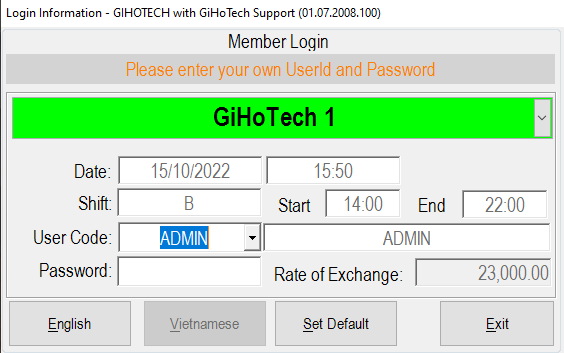 Login Information - GIHOTECH with GiHoTech Support (01.07.2008.100)
Member Login
Please enter your own UserId and Password
GiHoTech 1
Date: 15/10/2022 15:50
Shift: B Start 14:00 End 22:00
User Code: ADMIN ADMIN
Password: Rate of Exchange: 23,000.00
English Vietnamese Set Default Exit